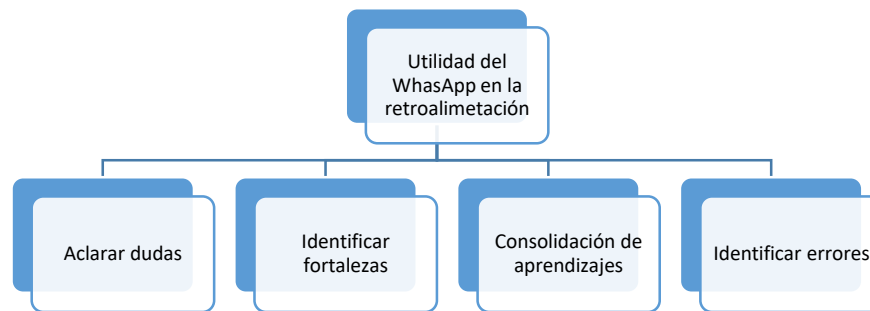 Utilidad del
WhasApp en la
retroalimetación
Aclarar dudas
Identificar
fortalezas
Consolidación de
aprendizajes
Identificar errores